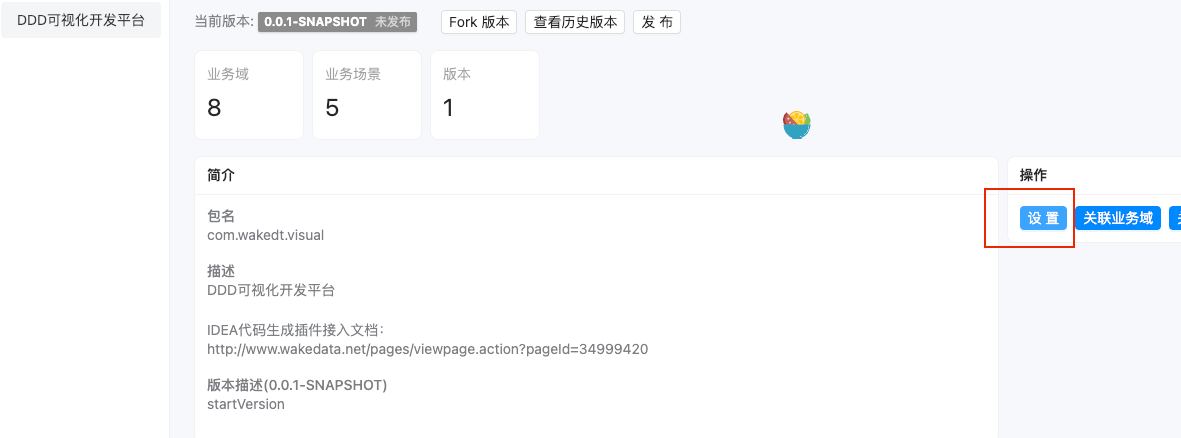 DDD可视化开发平台
当前版本: 0.0.1-SNAPSHOT 未发布 Fork 版本 查看历史版本 发 布
业务域 业务场景 版本
8 5 1
简介 操作
包名
com.wakedt.visual
设 置 关联业务域
描述
DDD可视化开发平台
IDEA代码生成插件接入文档：
http://www.wakedata.net/pages/viewpage.action?pageId=34999420
版本描述(0.0.1-SNAPSHOT)
startVersion